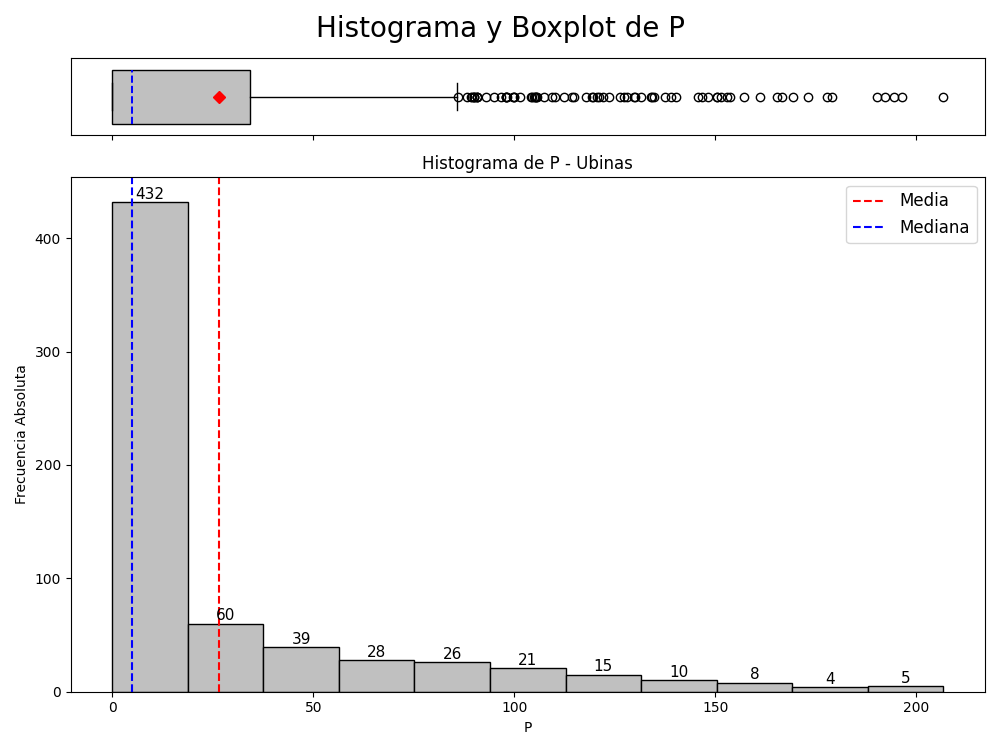 Histograma y Boxplot de P
Histograma de P - Ubinas
Media
Mediana
Frecuencia Absoluta
400
300
200
100
0
432
60
39
28
26
21
15
10
8
4
5
0 50 100 150 200
P